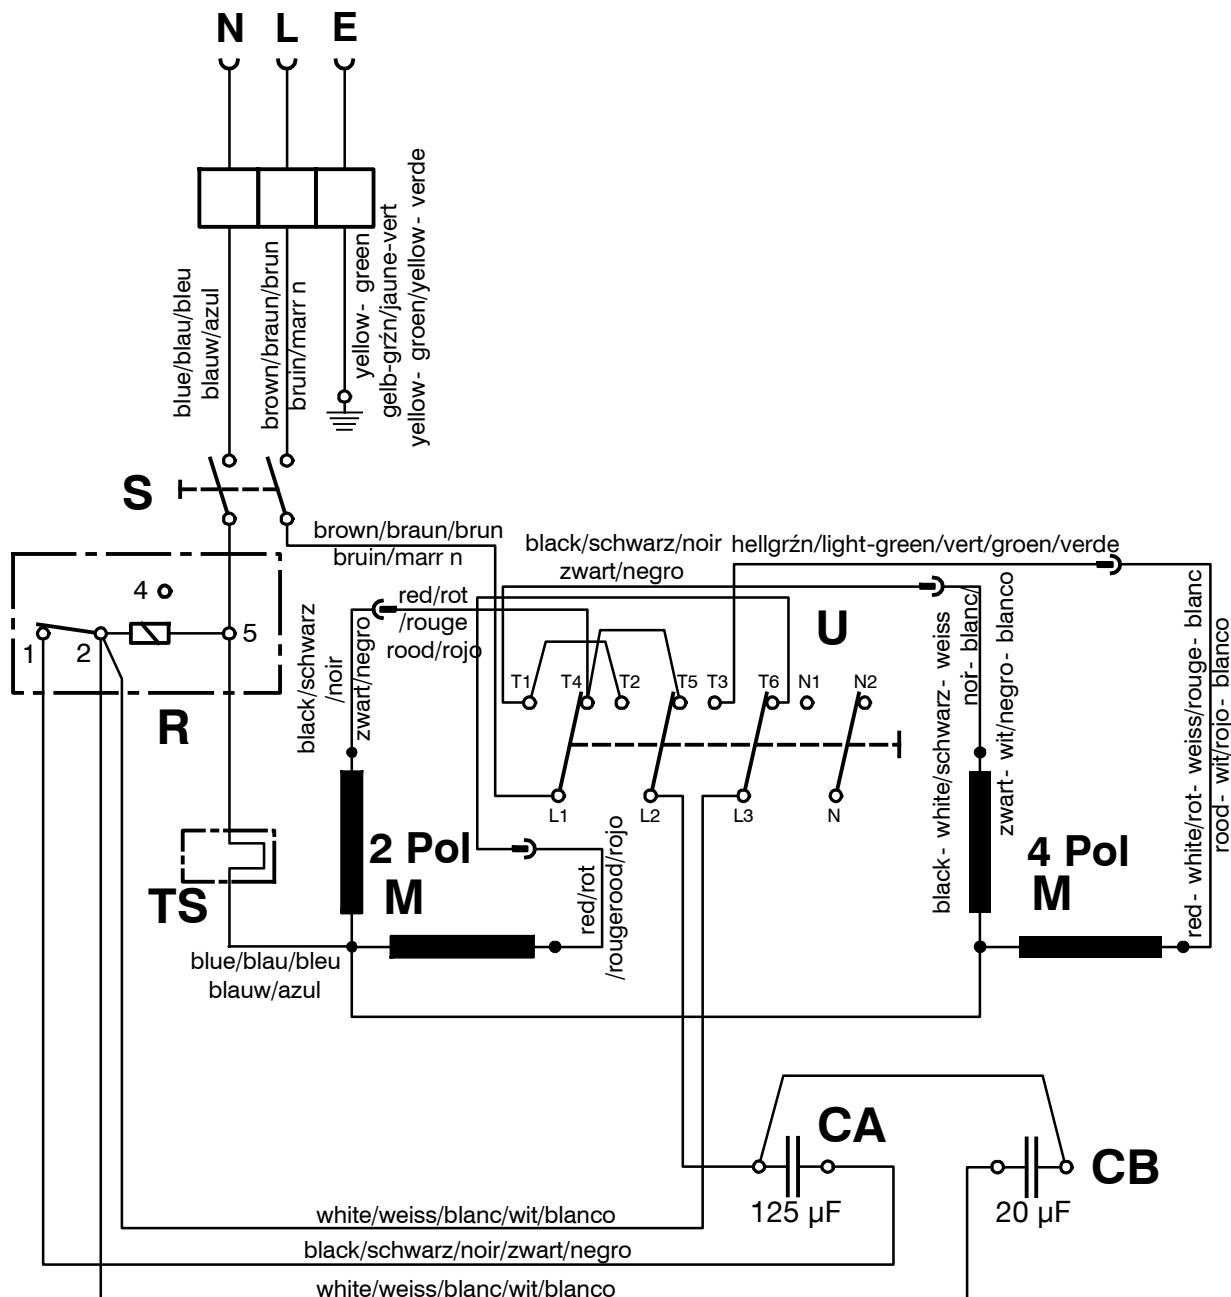 N L E
blue/blau/bleu
blauw/azul
brown/braun/brun
bruin/marr n
yellow- green
gelb-grźn/jaune-vert
yellow- groen/yellow- verde
S
brown/braun/brun
bruin/marr n
black/schwarz/noir
zwart/negro
hellgrźn/light-green/vert/groen/verde
4
1
2
5
R
black/schwarz
/noir
zwart/negro
red/rot
/rouge
rood/rojo
U
T1 T4 T2 T5 T3 T6 N1 N2
L1 L2 L3 N
black- white/schwarz- weiss
noir- blanc/
zwart- wit/negro- blanco
red- white/rot- weiss/rouge- blanc
rood- wit/rojo- blanco
TS
2 Pol
M
red/rot
/rougerood/rojo
4 Pol
M
blue/blau/bleu
blauw/azul
CA
125 µF
CB
20 µF
white/weiss/blanc/wit/blanco
black/schwarz/noir/zwart/negro
white/weiss/blanc/wit/blanco